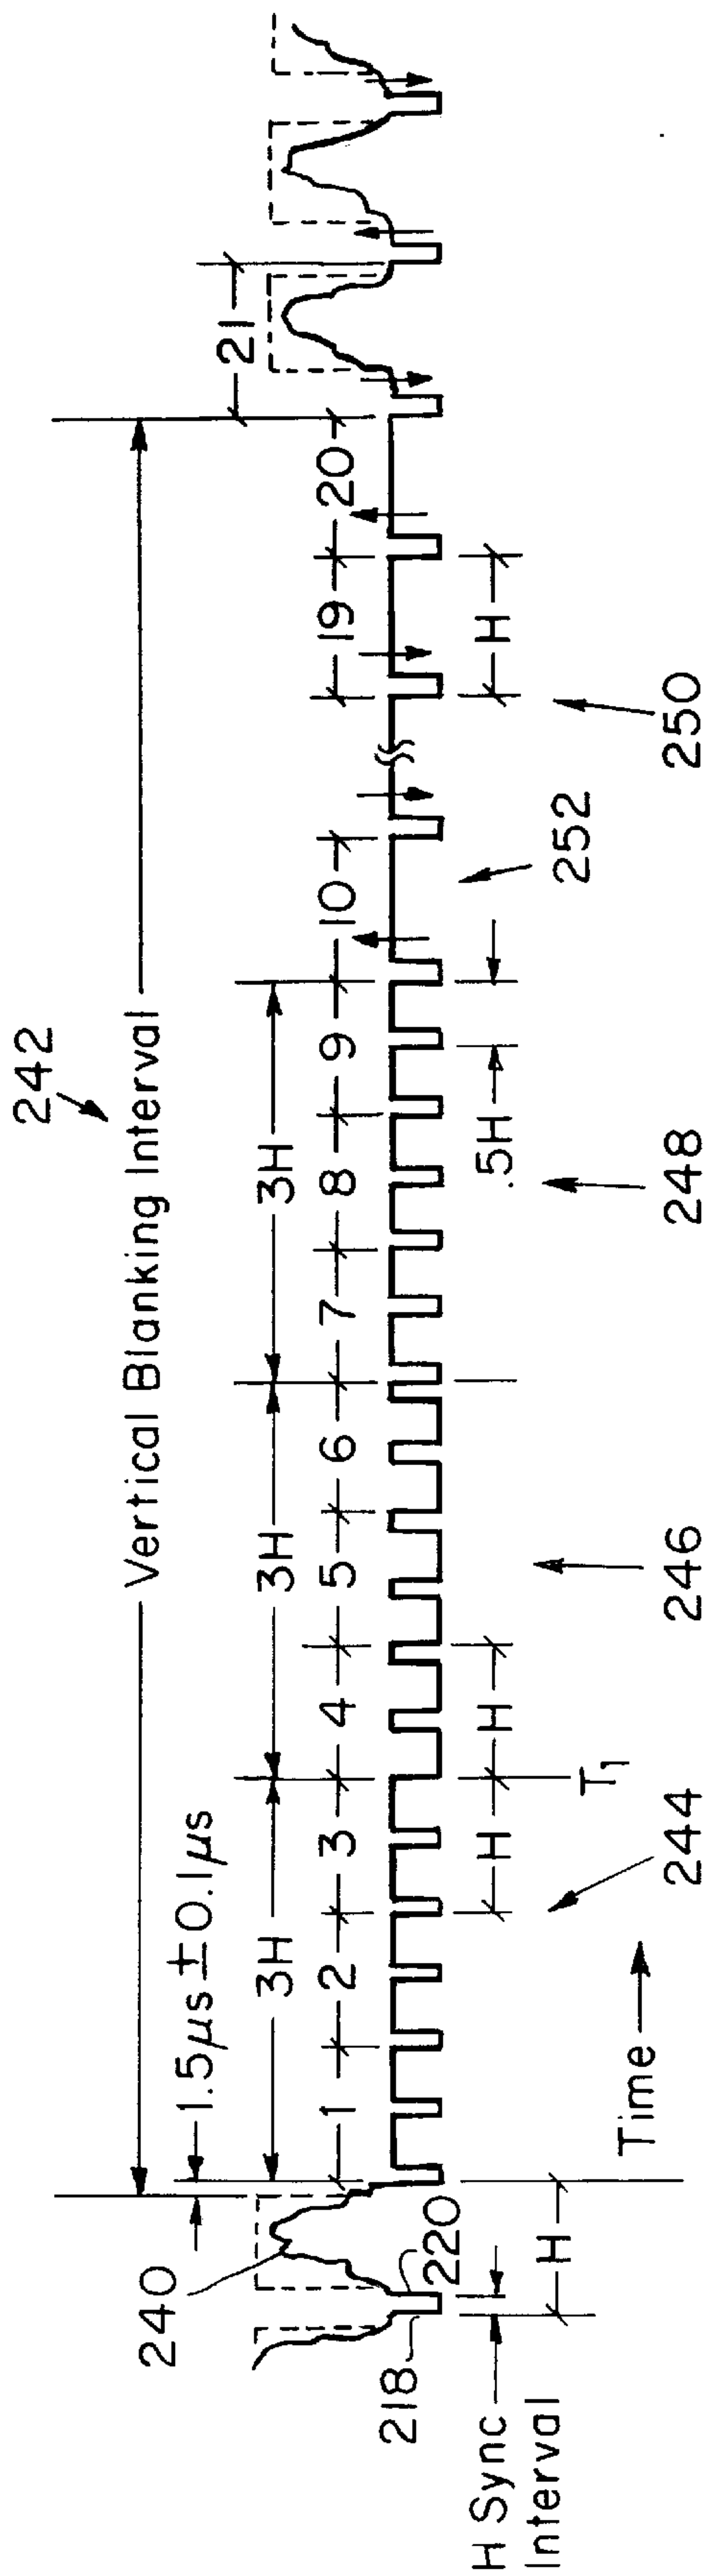 242
Vertical Blanking Interval
1.5µs ± 0.1µs
240
3H
3H
3H
21
1
2
3
4
5
6
7
8
9
10
19
20
218
220
H Sync
Interval
H
H
H
.5H
H
T1
Time
244
246
248
252
250